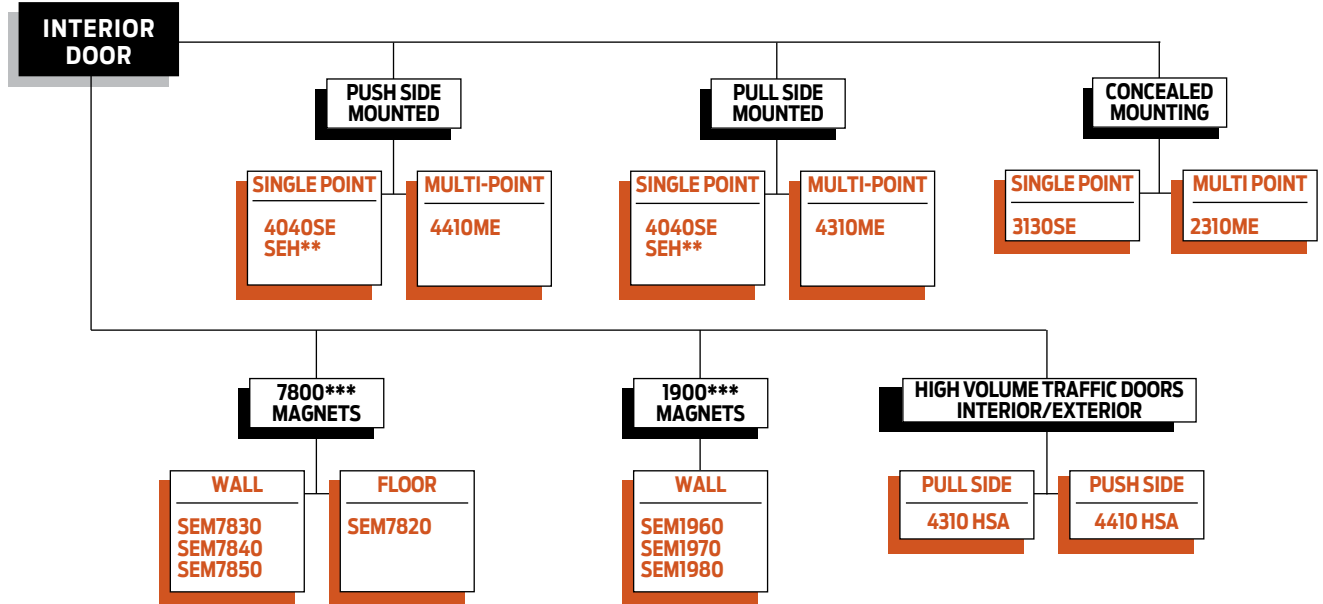 INTERIOR
DOOR
PUSH SIDE
MOUNTED
PULL SIDE
MOUNTED
CONCEALED
MOUNTING
SINGLE POINT
4040SE
SEH**
MULTI-POINT
4410ME
SINGLE POINT
4040SE
SEH**
MULTI-POINT
4310ME
SINGLE POINT
3130SE
MULTI POINT
2310ME
7800***
MAGNETS
1900***
MAGNETS
HIGH VOLUME TRAFFIC DOORS
INTERIOR/EXTERIOR
WALL
SEM7830
SEM7840
SEM7850
FLOOR
SEM7820
WALL
SEM1960
SEM1970
SEM1980
PULL SIDE
4310 HSA
PUSH SIDE
4410 HSA